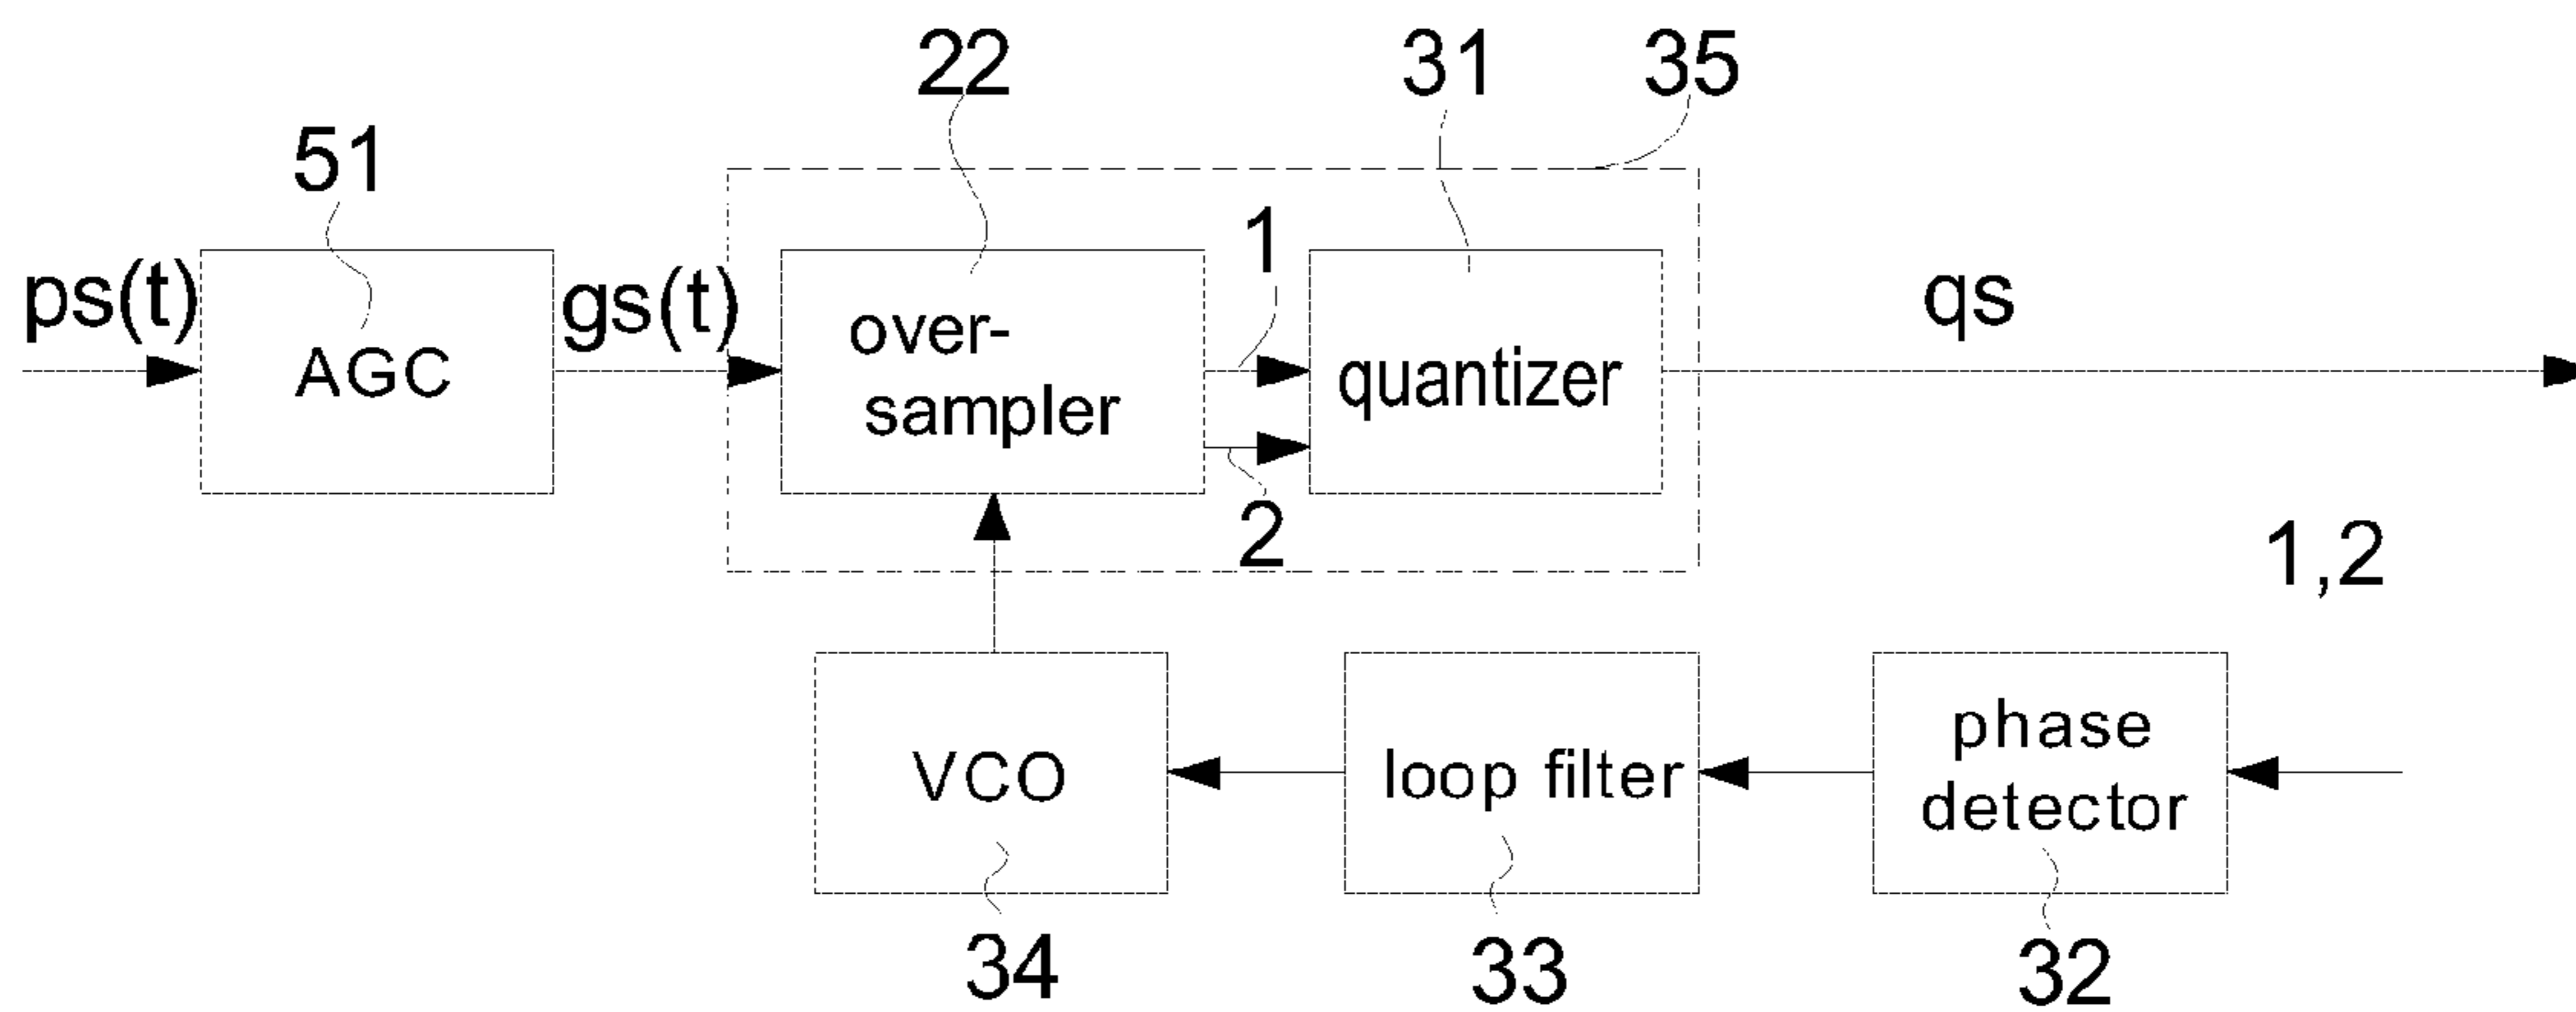 22
31
35
51
ps(t)
AGC
gs(t)
over-
sampler
1
2
quantizer
qs
1,2
VCO
loop filter
phase
detector
34
33
32